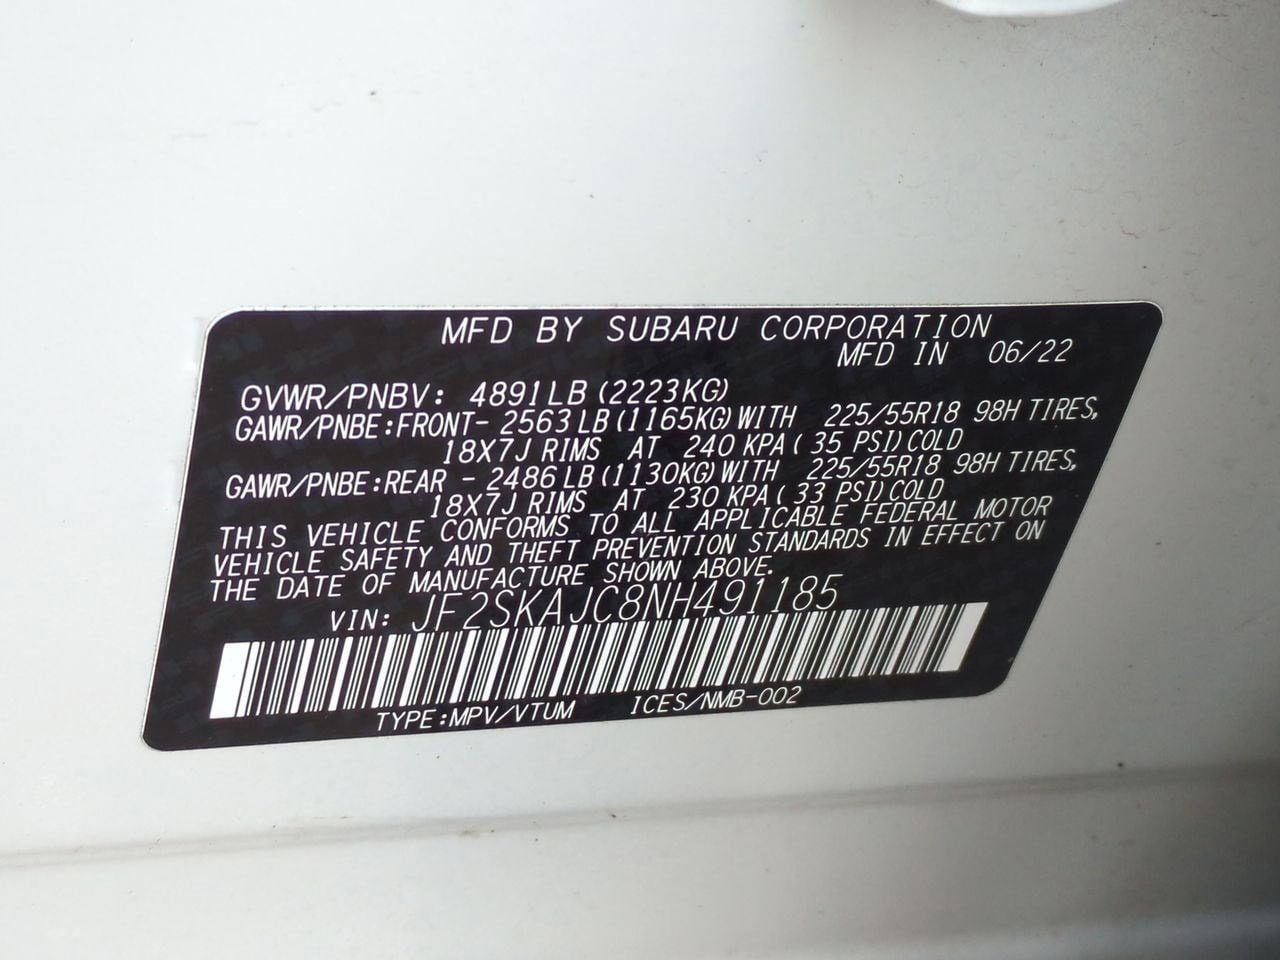 MFD BY SUBARU CORPORATION
MFD IN 06/22
GVWR/PNBV: 4891LB (2223KG)
GAWR/PNBE:FRONT- 2563LB (1165KG) WITH 225/55R18 98H TIRES,
18X7J RIMS AT 240 KPA ( 35 PSI) COLD
GAWR/PNBE:REAR - 2486LB (1130KG) WITH 225/55R18 98H TIRES,
18X7J RIMS AT 230 KPA ( 33 PSI) COLD
THIS VEHICLE CONFORMS TO ALL APPLICABLE FEDERAL MOTOR
VEHICLE SAFETY AND THEFT PREVENTION STANDARDS IN EFFECT ON
THE DATE OF MANUFACTURE SHOWN ABOVE.
VIN: JF2SKAJC8NH491185
TYPE:MPV/VTUM ICES/NMB-002